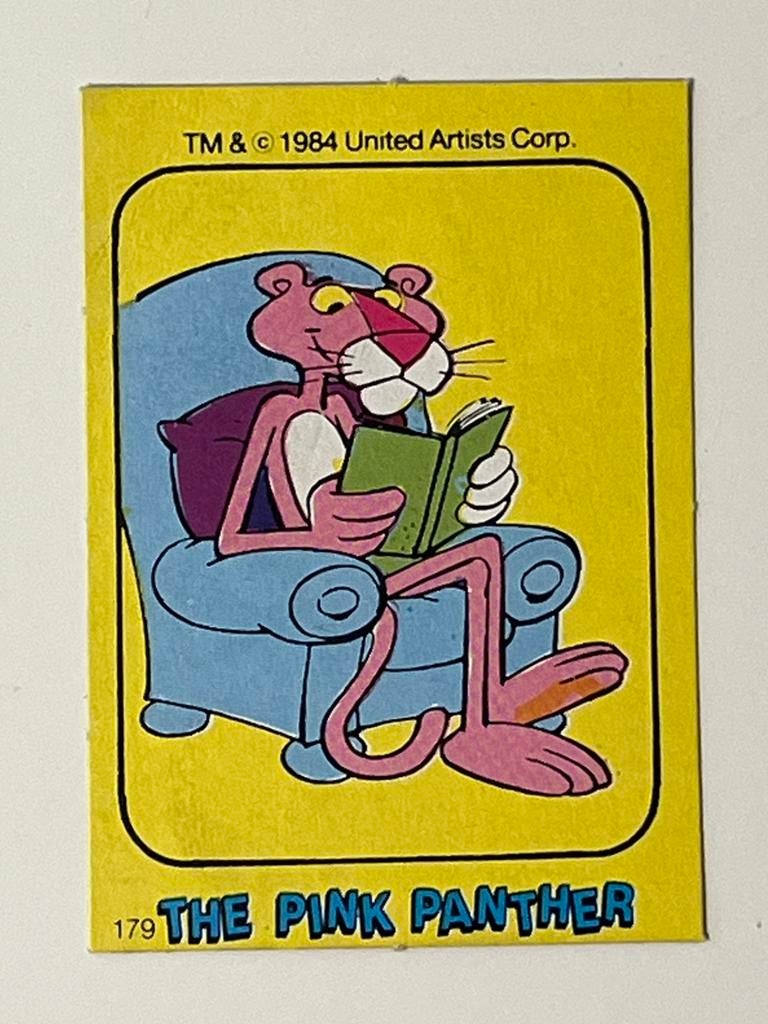 TM & © 1984 United Artists Corp.
179 THE PINK PANTHER